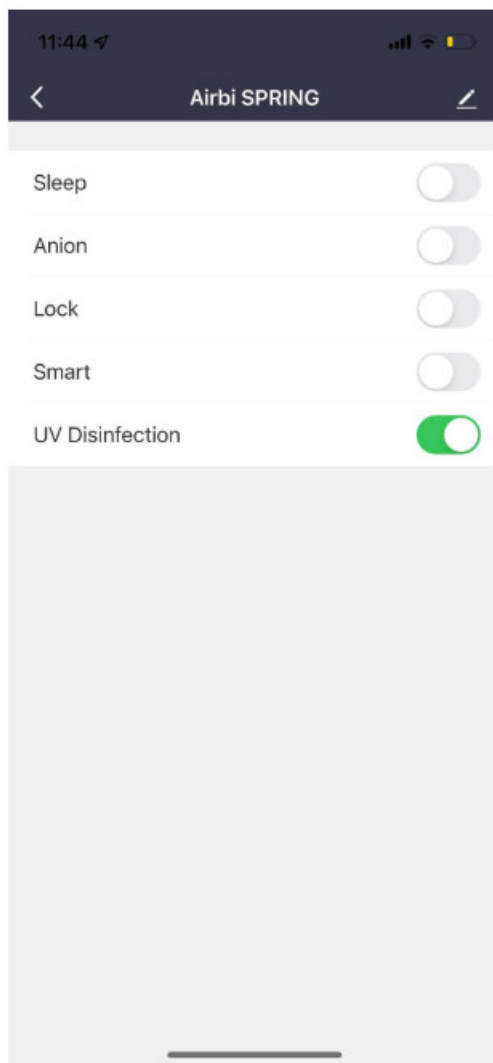 11:44
Airbi SPRING
Sleep
Anion
Lock
Smart
UV Disinfection